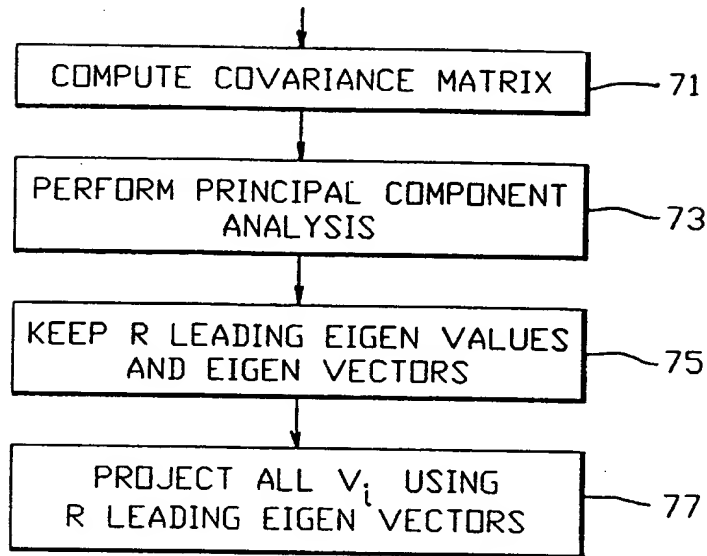 COMPUTE COVARIANCE MATRIX
71
PERFORM PRINCIPAL COMPONENT
ANALYSIS
73
KEEP R LEADING EIGEN VALUES
AND EIGEN VECTORS
75
PROJECT ALL Vi USING
R LEADING EIGEN VECTORS
77